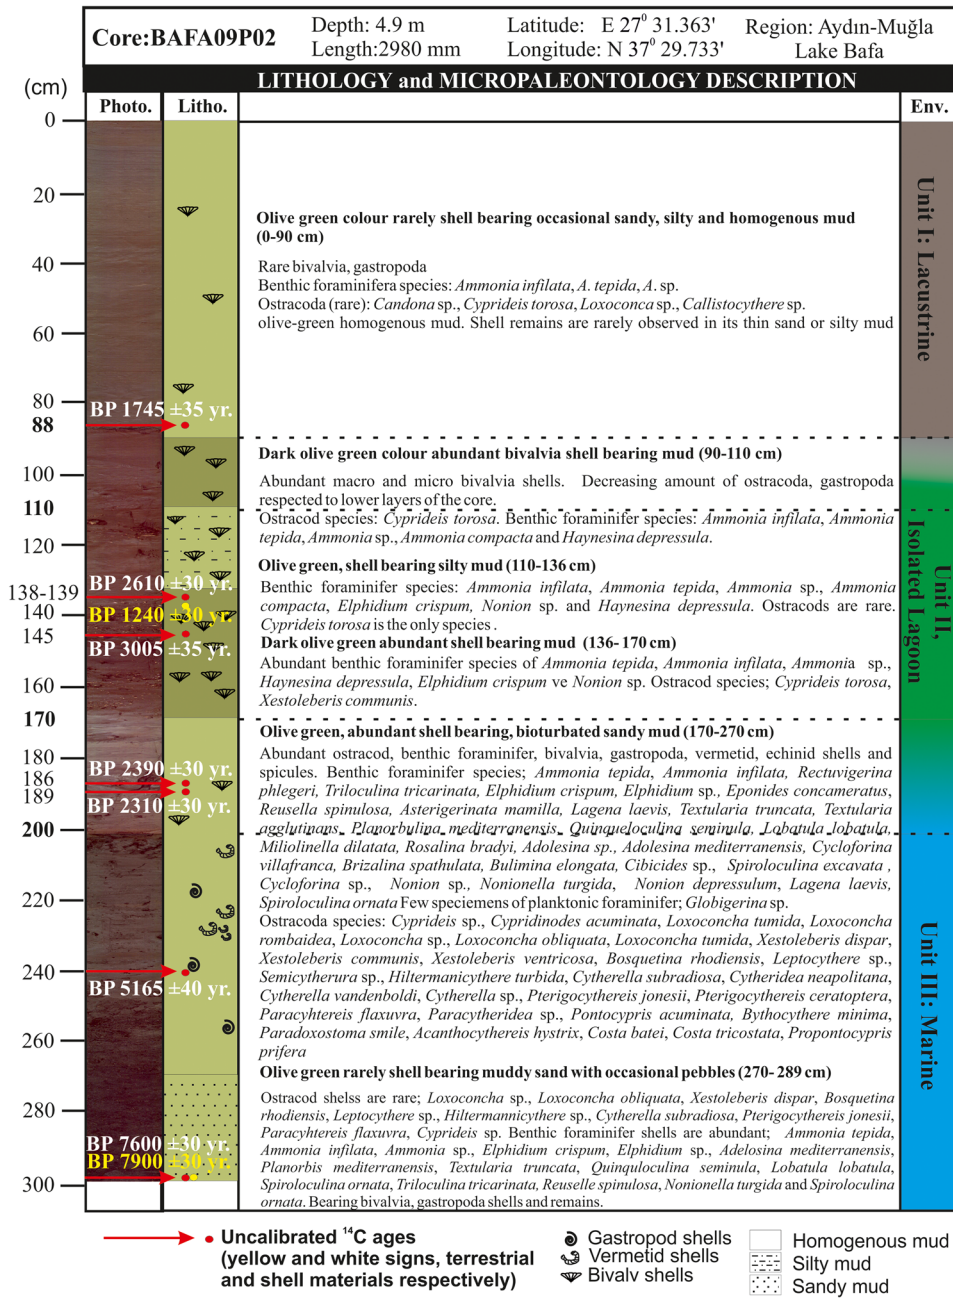 Core:BAFA09P02
Depth: 4.9 m
Length:2980 mm
Latitude: E 27⁰ 31.363'
Longitude: N 37⁰ 29.733'
Region: Aydın-Muğla
Lake Bafa
LITHOLOGY and MICROPALEONTOLOGY DESCRIPTION
(cm)
Photo.
Litho.
Env.
0
20
40
60
80
88
100
110
120
138-139
140
145
160
170
180
186
189
200
220
240
260
280
300
BP 1745 ±35 yr.
BP 2610 ±30 yr.
BP 1240 ±30 yr.
BP 3005 ±35 yr.
BP 2390 ±30 yr.
BP 2310 ±30 yr.
BP 5165 ±40 yr.
BP 7600 ±30 yr.
BP 7900 ±30 yr.
Olive green colour rarely shell bearing occasional sandy, silty and homogenous mud
(0-90 cm)
Rare bivalvia, gastropoda
Benthic foraminifera species: Ammonia infilata, A. tepida, A. sp.
Ostracoda (rare): Candona sp., Cyprideis torosa, Loxoconca sp., Callistocythere sp.
olive-green homogenous mud. Shell remains are rarely observed in its thin sand or silty mud
Dark olive green colour abundant bivalvia shell bearing mud (90-110 cm)
Abundant macro and micro bivalvia shells. Decreasing amount of ostracoda, gastropoda
respected to lower layers of the core.
Ostracod species: Cyprideis torosa. Benthic foraminifer species: Ammonia infilata, Ammonia
tepida, Ammonia sp., Ammonia compacta and Haynesina depressula.
Olive green, shell bearing silty mud (110-136 cm)
Benthic foraminifer species: Ammonia infilata, Ammonia tepida, Ammonia sp., Ammonia
compacta, Elphidium crispum, Nonion sp. and Haynesina depressula. Ostracods are rare.
Cyprideis torosa is the only species .
Dark olive green abundant shell bearing mud (136- 170 cm)
Abundant benthic foraminifer species of Ammonia tepida, Ammonia infilata, Ammonia sp.,
Haynesina depressula, Elphidium crispum ve Nonion sp. Ostracod species; Cyprideis torosa,
Xestoleberis communis.
Olive green, abundant shell bearing, bioturbated sandy mud (170-270 cm)
Abundant ostracod, benthic foraminifer, bivalvia, gastropoda, vermetid, echinid shells and
spicules. Benthic foraminifer species; Ammonia tepida, Ammonia infilata, Rectuvigerina
phlegeri, Triloculina tricarinata, Elphidium crispum, Elphidium sp., Eponides concameratus,
Reusella spinulosa, Asterigerinata mamilla, Lagena laevis, Textularia truncata, Textularia
agglutinans, Planorbulina mediterranensis, Quinqueloculina seminula, Lobatula lobatula,
Miliolinella dilatata, Rosalina bradyi, Adolesina sp., Adolesina mediterranensis, Cycloforina
villafranca, Brizalina spathulata, Bulimina elongata, Cibicides sp., Spiroloculina excavata ,
Cycloforina sp., Nonion sp., Nonionella turgida, Nonion depressulum, Lagena laevis,
Spiroloculina ornata Few speciemens of planktonic foraminifer; Globigerina sp.
Ostracoda species: Cyprideis sp., Cypridinodes acuminata, Loxoconcha tumida, Loxoconcha
rombaidea, Loxoconcha sp., Loxoconcha obliquata, Loxoconcha tumida, Xestoleberis dispar,
Xestoleberis communis, Xestoleberis ventricosa, Bosquetina rhodiensis, Leptocythere sp.,
Semicytherura sp., Hiltermanicythere turbida, Cytherella subradiosa, Cytheridea neapolitana,
Cytherella vandenboldi, Cytherella sp., Pterigocythereis jonesii, Pterigocythereis ceratoptera,
Paracyhtereis flaxuvra, Paracytheridea sp., Pontocypris acuminata, Bythocythere minima,
Paradoxostoma smile, Acanthocythereis hystrix, Costa batei, Costa tricostata, Propontocypris
prifera
Olive green rarely shell bearing muddy sand with occasional pebbles (270- 289 cm)
Ostracod shelss are rare; Loxoconcha sp., Loxoconcha obliquata, Xestoleberis dispar, Bosquetina
rhodiensis, Leptocythere sp., Hiltermannicythere sp., Cytherella subradiosa, Pterigocythereis jonesii,
Paracyhtereis flaxuvra, Cyprideis sp. Benthic foraminifer shells are abundant; Ammonia tepida,
Ammonia infilata, Ammonia sp., Elphidium crispum, Elphidium sp., Adelosina mediterranensis,
Planorbis mediterranensis, Textularia truncata, Quinquloculina seminula, Lobatula lobatula,
Spiroloculina ornata, Triloculina tricarinata, Reuselle spinulosa, Nonionella turgida and Spiroloculina
ornata. Bearing bivalvia, gastropoda shells and remains.
Unit I: Lacustrine
Unit II,
Isolated Lagoon
Unit III: Marine
Uncalibrated ¹⁴C ages
(yellow and white signs, terrestrial
and shell materials respectively)
Gastropod shells
Vermetid shells
Bivalv shells
Homogenous mud
Silty mud
Sandy mud